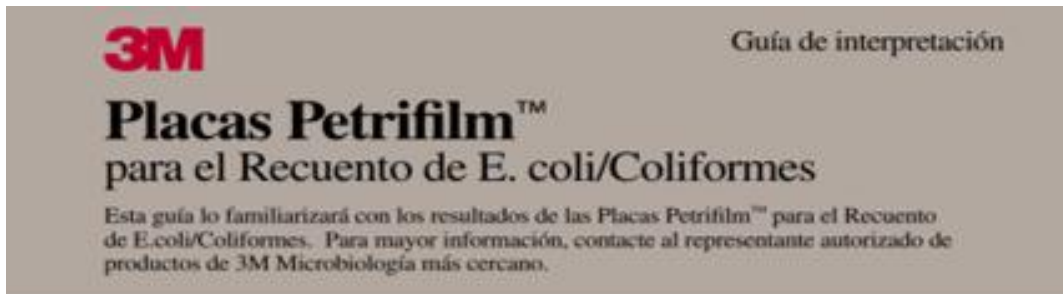 3M
Guía de interpretación
Placas Petrifilm™
para el Recuento de E. coli/Coliformes
Esta guía lo familiarizará con los resultados de las Placas Petrifilm™ para el Recuento
de E.coli/Coliformes. Para mayor información, contacte al representante autorizado de
productos de 3M Microbiología más cercano.